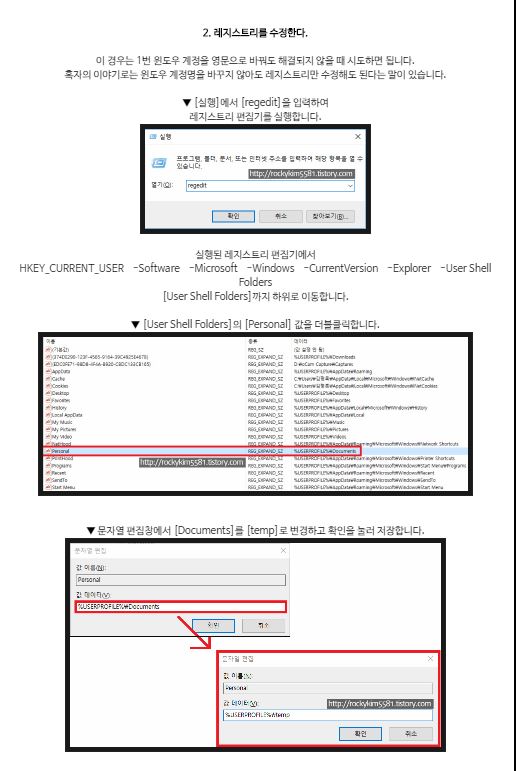 2. 레지스트리를 수정한다.
이 경우는 1번 윈도우 계정을 영문으로 바꿔도 해결되지 않을 때 시도하면 됩니다.
혹자의 이야기로는 윈도우 계정명을 바꾸지 않아도 레지스트리만 수정해도 된다는 말이 있습니다.
▼ [실행]에서 [regedit]을 입력하여
레지스트리 편집기를 실행합니다.
실행
프로그램, 폴더, 문서, 또는 인터넷 주소를 입력하여 해당 항목을 열 수
있습니다.
http://rockykim5581.tistory.com
열기(O): regedit
확인 취소 찾아보기(B)...
실행된 레지스트리 편집기에서
HKEY_CURRENT_USER -Software -Microsoft -Windows -CurrentVersion -Explorer -User Shell
Folders
[User Shell Folders]까지 하위로 이동합니다.
▼ [User Shell Folders]의 [Personal] 값을 더블클릭합니다.
이름 종류 데이터
(기본값) REG_SZ (값 설정 안 됨)
{374DE290-123F-4565-9164-39C4925E467B} REG_EXPAND_SZ %USERPROFILE%₩Downloads
REG_EXPAND_SZ
AppData REG_EXPAND_SZ %USERPROFILE%₩AppData₩Roaming
Cache REG_EXPAND_SZ
Cookies REG_EXPAND_SZ
Desktop REG_EXPAND_SZ %USERPROFILE%₩Desktop
Favorites REG_EXPAND_SZ %USERPROFILE%₩Favorites
History REG_EXPAND_SZ %USERPROFILE%₩AppData₩Local₩Microsoft₩Windows₩History
Local AppData REG_EXPAND_SZ %USERPROFILE%₩AppData₩Local
My Music REG_EXPAND_SZ %USERPROFILE%₩Music
My Pictures REG_EXPAND_SZ %USERPROFILE%₩Pictures
My Video REG_EXPAND_SZ %USERPROFILE%₩Videos
NetHood REG_EXPAND_SZ %USERPROFILE%₩AppData₩Roaming₩Microsoft₩Windows₩Network Shortcuts
Personal REG_EXPAND_SZ %USERPROFILE%₩Documents
PrintHood REG_EXPAND_SZ %USERPROFILE%₩AppData₩Roaming₩Microsoft₩Windows₩Printer Shortcuts
Programs http://rockykim5581.tistory.com REG_EXPAND_SZ %USERPROFILE%₩AppData₩Roaming₩Microsoft₩Windows₩Start Menu₩Programs
Recent REG_EXPAND_SZ %USERPROFILE%₩AppData₩Roaming₩Microsoft₩Windows₩Recent
SendTo REG_EXPAND_SZ %USERPROFILE%₩AppData₩Roaming₩Microsoft₩Windows₩SendTo
Start Menu REG_EXPAND_SZ %USERPROFILE%₩AppData₩Roaming₩Microsoft₩Windows₩Start Menu
▼ 문자열 편집창에서 [Documents]를 [temp]로 변경하고 확인을 눌러 저장합니다.
문자열 편집
값 이름(N):
Personal
값 데이터(V):
%USERPROFILE%₩Documents
확인 취소
문자열 편집
값 이름(N):
Personal
값 데이터(V): http://rockykim5581.tistory.com
%USERPROFILE%₩temp
확인 취소